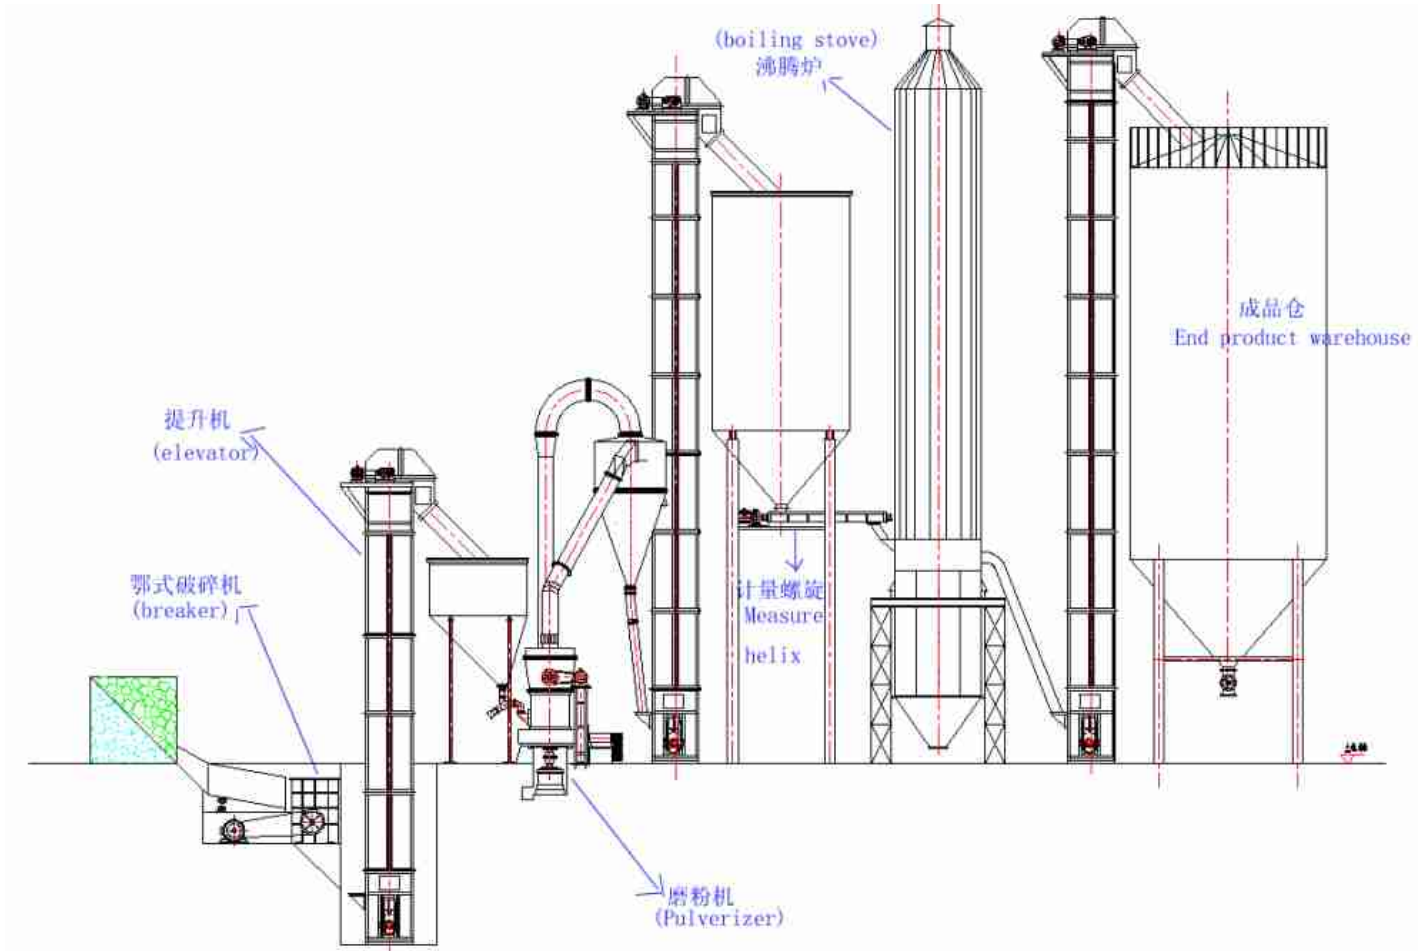 (boiling stove)
沸腾炉
成品仓
End product warehouse
提升机
(elevator)
鄂式破碎机
(breaker)
计量螺旋
Measure
helix
磨粉机
(Pulverizer)